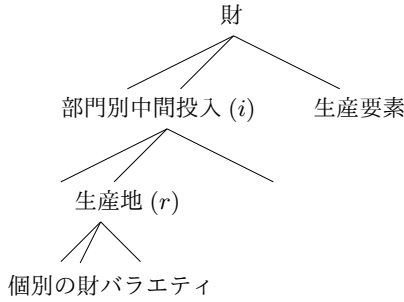 財
部門別中間投入 (i) 生産要素
生産地 (r)
個別の財バラエティ